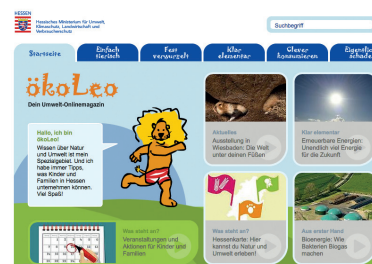 HESSEN
Hessisches Ministerium für Umwelt,
Klimaschutz, Landwirtschaft und
Verbraucherschutz
Suchbegriff
Startseite
Einfach
tierisch
Fest
verwurzelt
Klar
elementar
Clever
konsumieren
ökoLeo
Dein Umwelt-Onlinemagazin
Hallo, ich bin
ökoLeo!
Wissen über Natur
und Umwelt ist mein
Spezialgebiet. Und ich
habe immer Tipps,
was Kinder und
Familien in Hessen
unternehmen können.
Viel Spaß!
Aktuelles
Ausstellung in
Wiesbaden: Die Welt
unter deinen Füßen
Klar elementar
Erneuerbare Energien:
Unendlich viel Energie
für die Zukunft
Was steht an?
Veranstaltungen und
Aktionen für Kinder und
Familien
Was steht an?
Hessenkarte: Hier
kannst du Natur und
Umwelt erleben!
Aus erster Hand
Bioenergie: Wie
Bakterien Biogas
machen